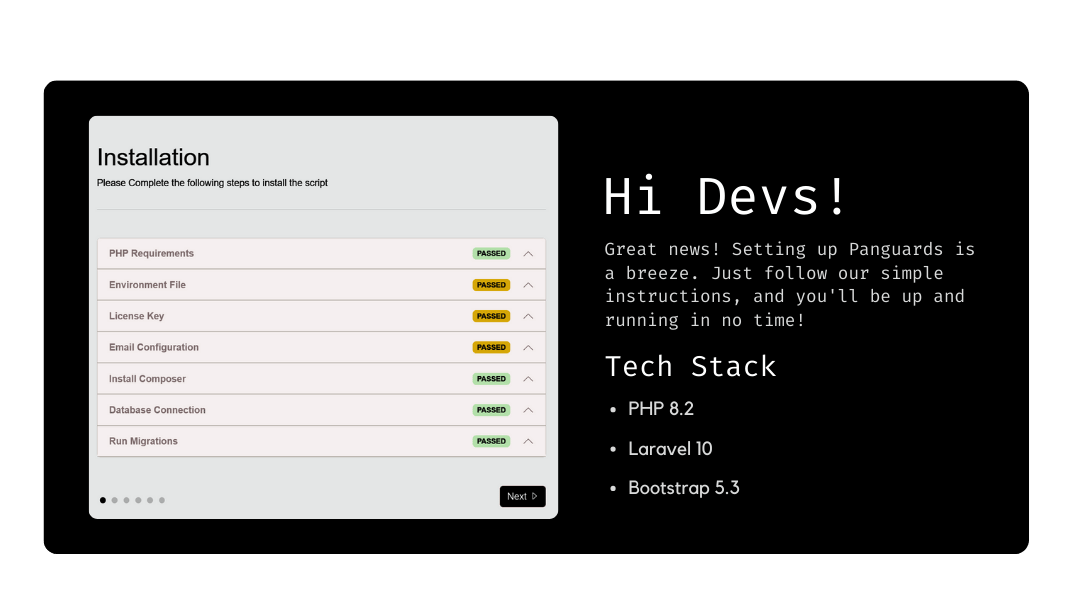 Installation
Please Complete the following steps to install the script
PHP Requirements PASSED
Environment File PASSED
License Key PASSED
Email Configuration PASSED
Install Composer PASSED
Database Connection PASSED
Run Migrations PASSED
Next
Hi Devs!
Great news! Setting up Panguards is
a breeze. Just follow our simple
instructions, and you'll be up and
running in no time!
Tech Stack
• PHP 8.2
• Laravel 10
• Bootstrap 5.3